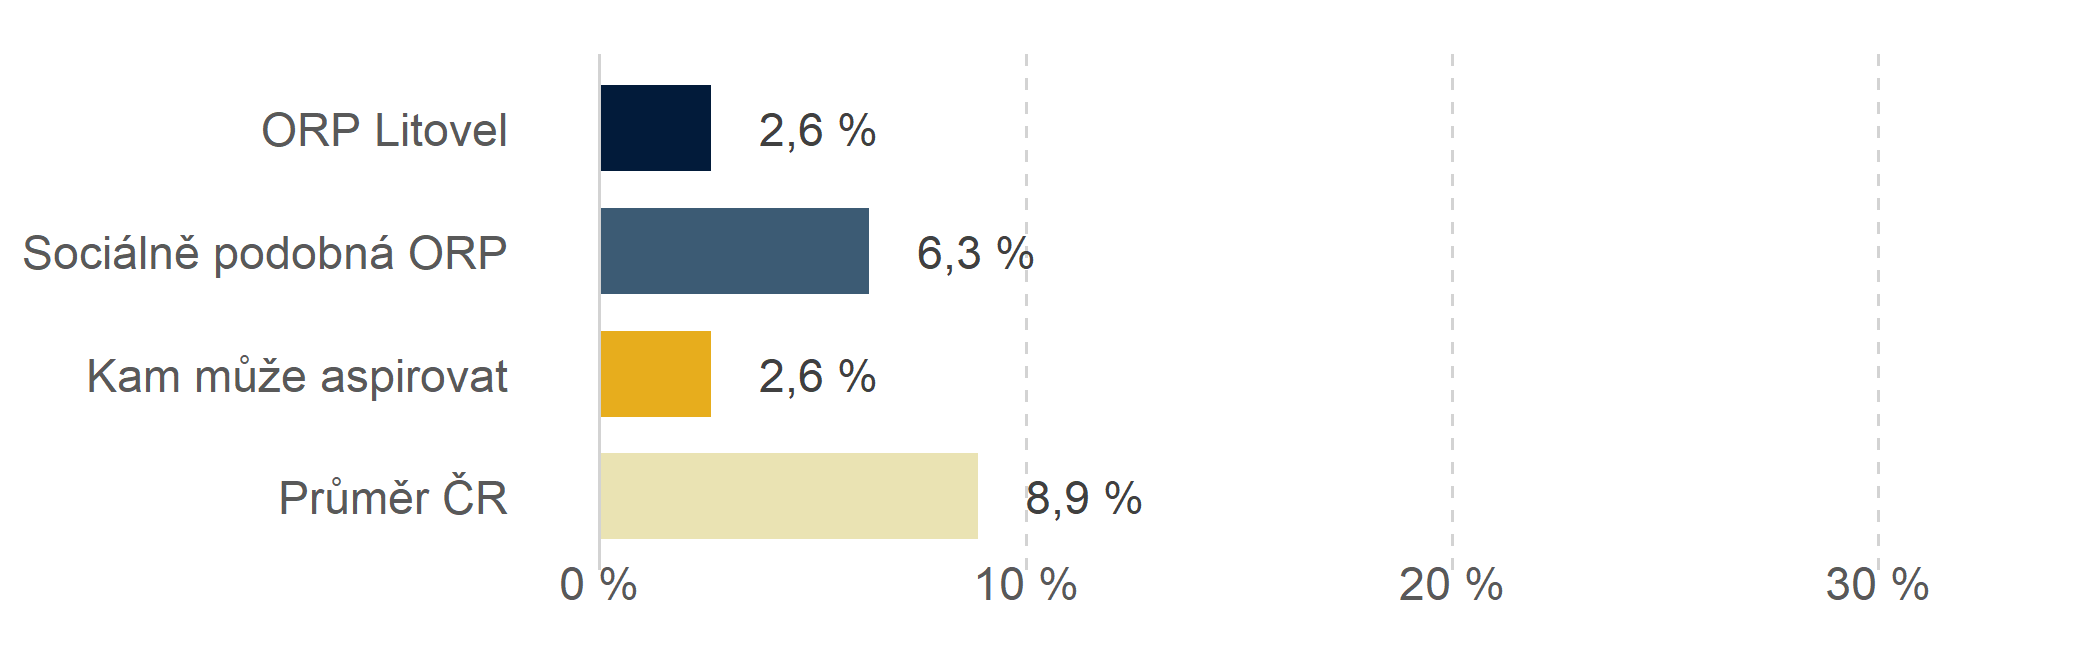 ORP Litovel 2,6 %
Sociálně podobná ORP 6,3 %
Kam může aspirovat 2,6 %
Průměr ČR 8,9 %
0 % 10 % 20 % 30 %